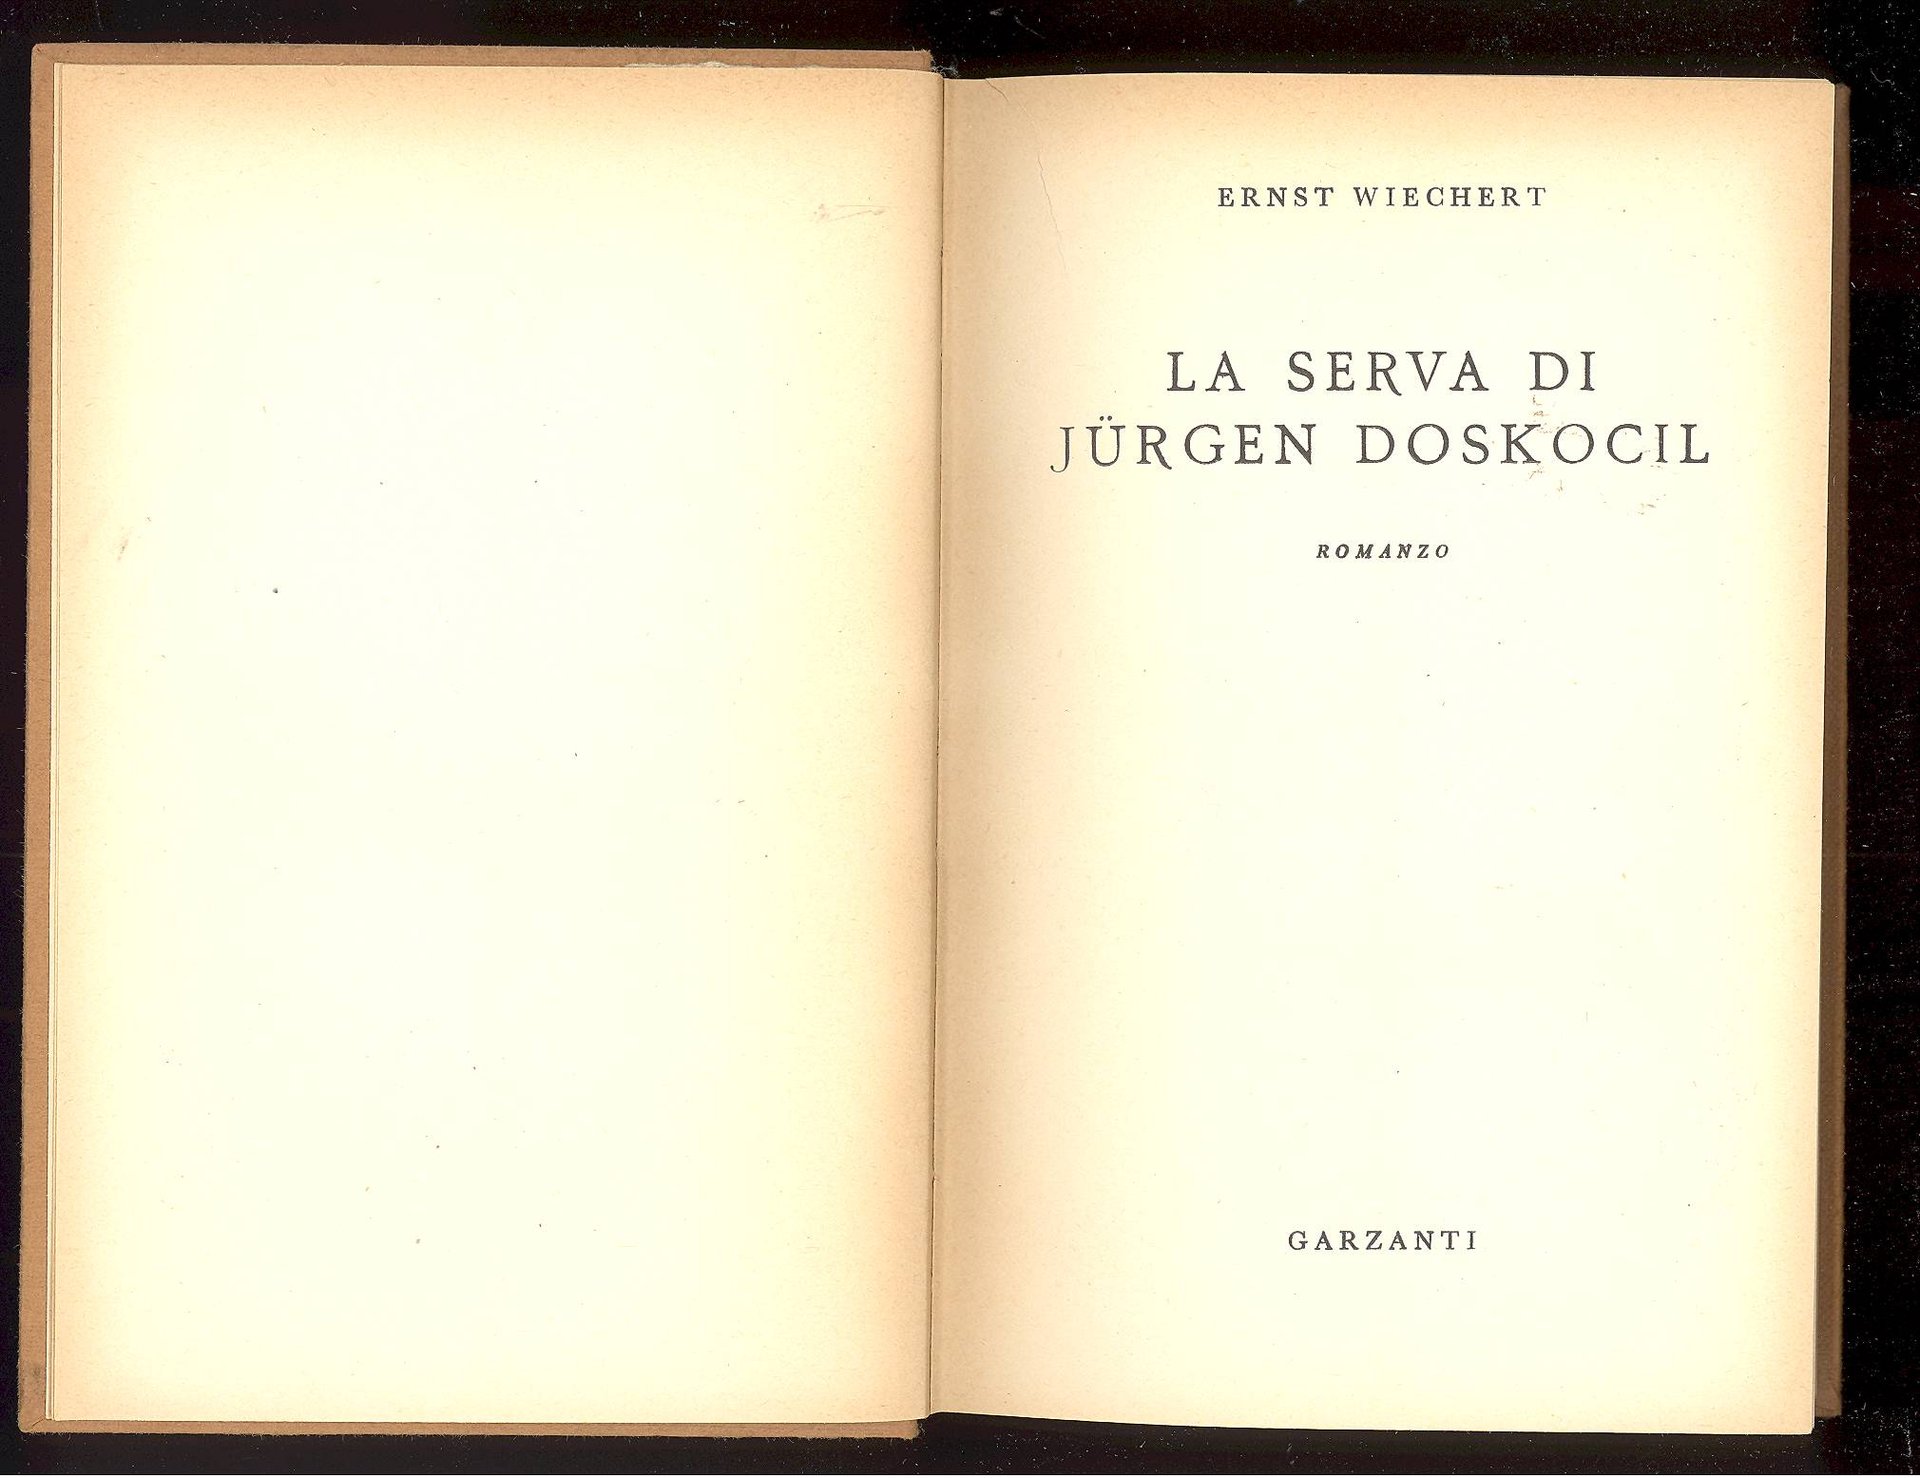 ERNST WIECHERT
LA SERVA DI
JÜRGEN DOSKOCIL
ROMANZO
GARZANTI